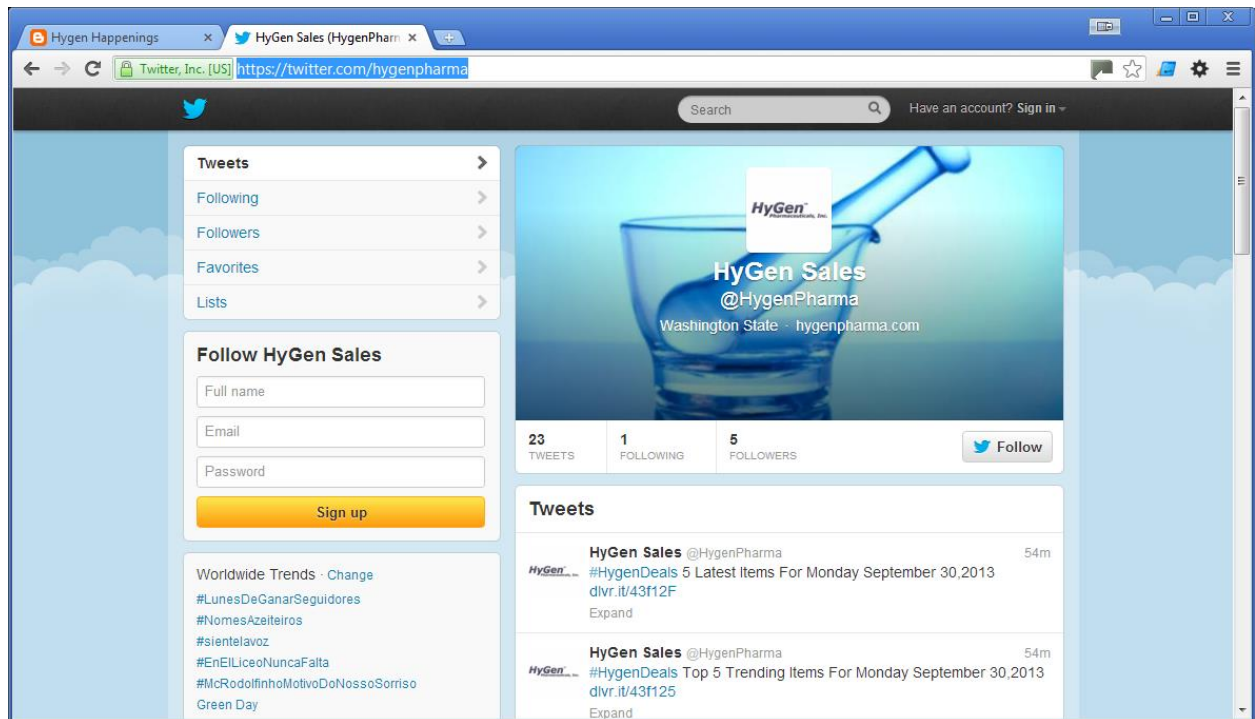 Hygen Happenings
HyGen Sales (HygenPharm
Twitter, Inc. [US] https://twitter.com/hygenpharma
Search
Have an account? Sign in
Tweets
Following
Followers
Favorites
Lists
Follow HyGen Sales
Full name
Email
Password
Sign up
Worldwide Trends · Change
#LunesDeGanarSeguidores
#NomesAzeiteiros
#sientelavoz
#EnElLiceoNuncaFalta
#McRodolfinhoMotivoDoNossoSorriso
Green Day
HyGen
Pharmaceuticals, Inc.
HyGen Sales
@HygenPharma
Washington State · hygenpharma.com
23 TWEETS
1 FOLLOWING
5 FOLLOWERS
Follow
Tweets
HyGen Sales @HygenPharma 54m
HyGen
#HygenDeals 5 Latest Items For Monday September 30,2013
dlvr.it/43f12F
Expand
HyGen Sales @HygenPharma 54m
HyGen
#HygenDeals Top 5 Trending Items For Monday September 30,2013
dlvr.it/43f125
Expand